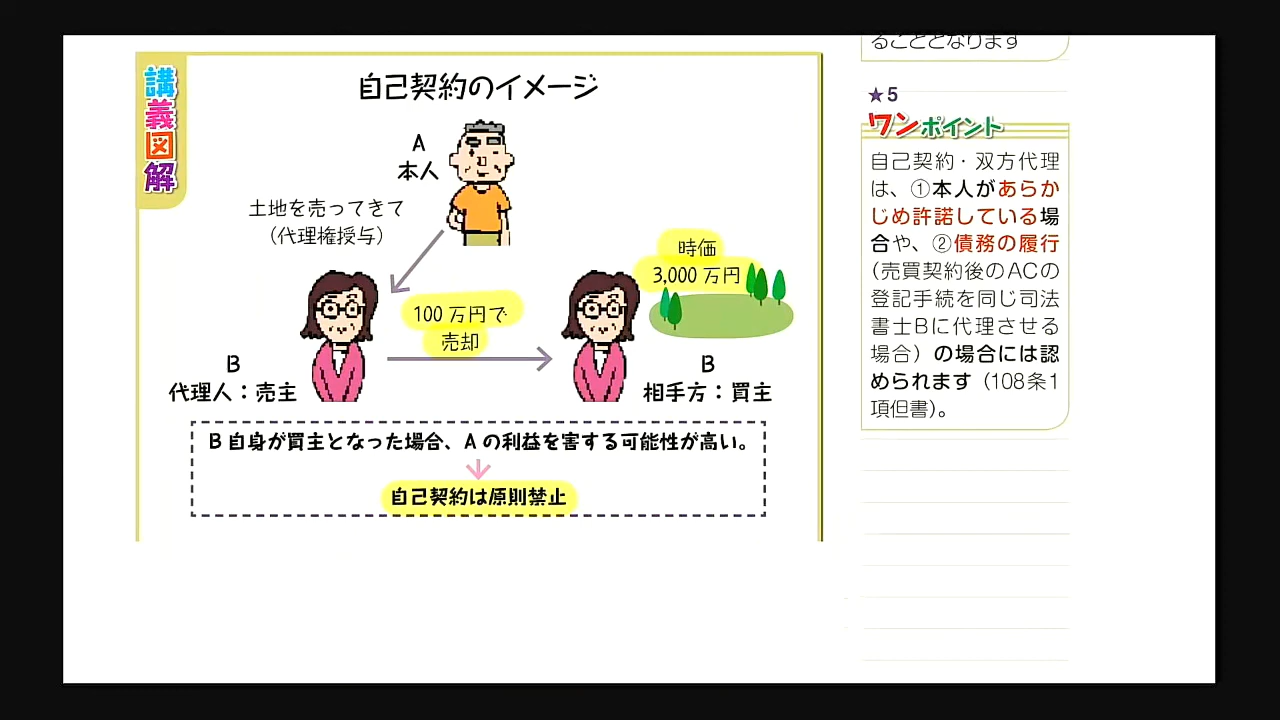 講義図解
自己契約のイメージ
A
本人
土地を売ってきて
（代理権授与）
時価
3,000 万円
100 万円で
売却
B
代理人：売主
B
相手方：買主
B 自身が買主となった場合、A の利益を害する可能性が高い。
自己契約は原則禁止
ることとなります
★5
ワンポイント
自己契約・双方代理
は、①本人があらか
じめ許諾している場
合や、②債務の履行
（売買契約後のACの
登記手続を同じ司法
書士Bに代理させる
場合）の場合には認
められます（108条1
項但書）。